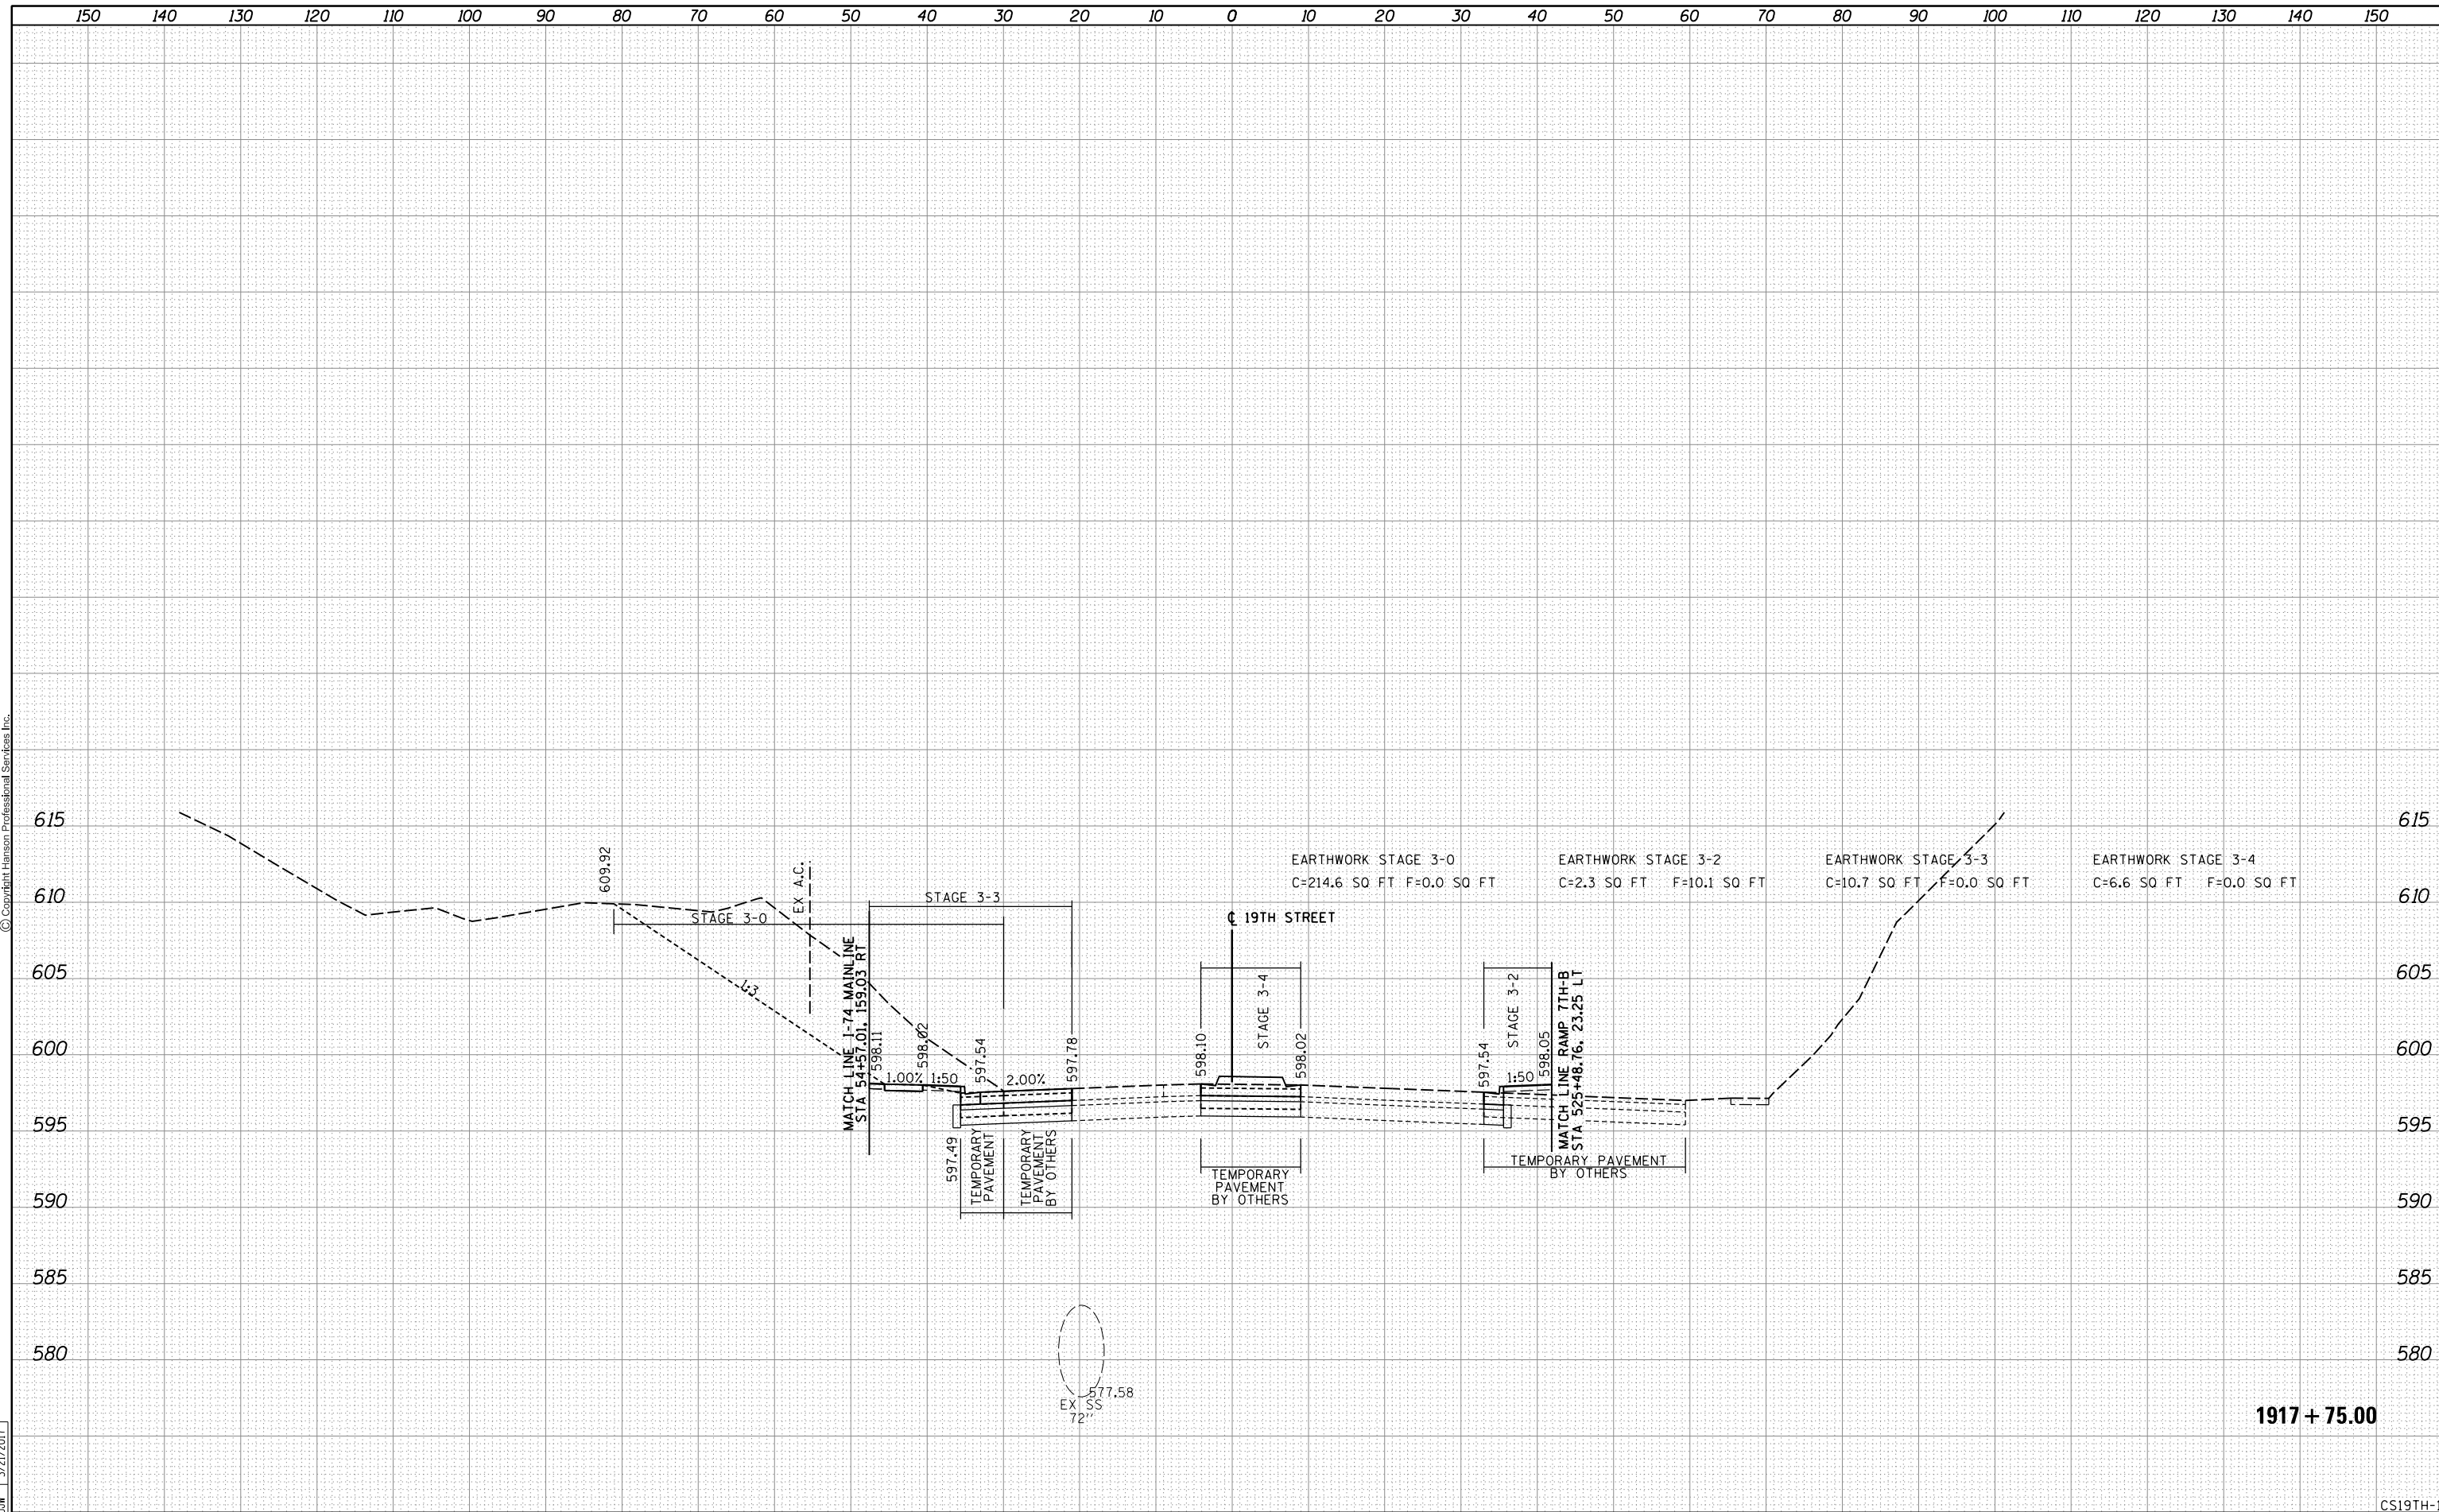 150 140 130 120 110 100 90 80 70 60 50 40 30 20 10 0 10 20 30 40 50 60 70 80 90 100 110 120 130 140 150
© Copyright Hanson Professional Services Inc.
615 615
EARTHWORK STAGE 3-0 EARTHWORK STAGE 3-2 EARTHWORK STAGE 3-3 EARTHWORK STAGE 3-4
C=214.6 SQ FT F=0.0 SQ FT C=2.3 SQ FT F=10.1 SQ FT C=10.7 SQ FT F=0.0 SQ FT C=6.6 SQ FT F=0.0 SQ FT
609.92
EX A.C.
610 610
STAGE 3-3
STAGE 3-0
℄ 19TH STREET
605 605
1:3
MATCH LINE I-74 MAINLINE
STA 54+57.01, 159.03 RT
598.11
598.02
597.54
597.78
598.10
STAGE 3-4
598.02
597.54
STAGE 3-2
598.05
MATCH LINE RAMP 7TH-B
STA 525+48.76, 23.25 LT
600 600
1.00% 1:50 2.00% 1:50
595 595
597.49
TEMPORARY
PAVEMENT
TEMPORARY
PAVEMENT
BY OTHERS
TEMPORARY
PAVEMENT
BY OTHERS
TEMPORARY PAVEMENT
BY OTHERS
590 590
585 585
580 580
577.58
EX SS
72''
1917+75.00
CS19TH-1